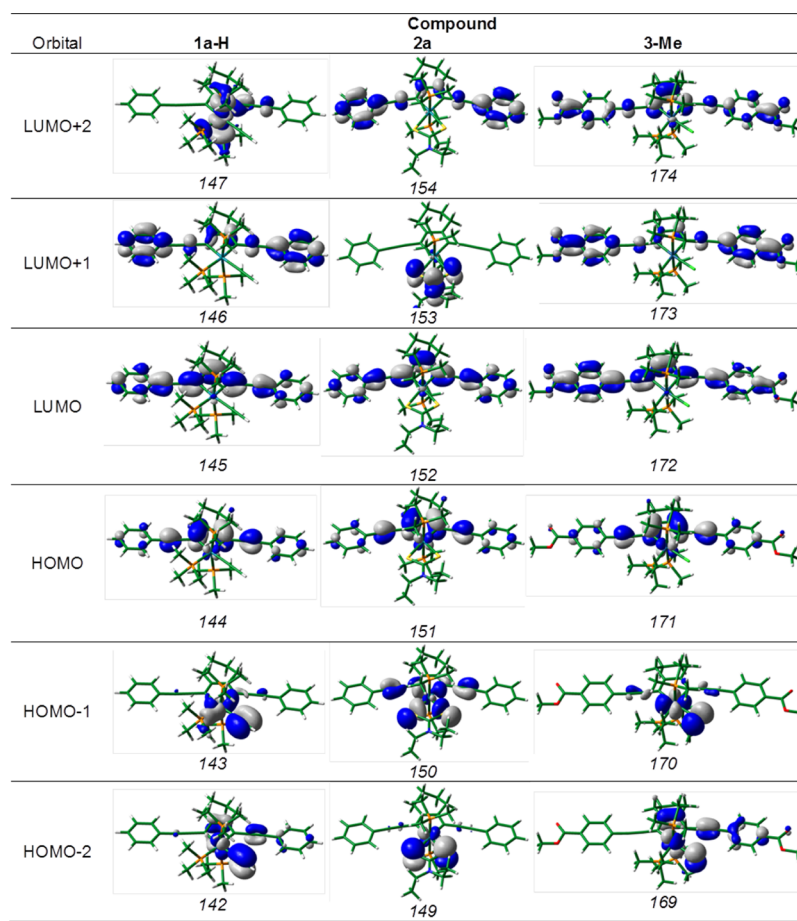 Compound
Orbital 1a-H 2a 3-Me
LUMO+2
147 154 174
LUMO+1
146 153 173
LUMO
145 152 172
HOMO
144 151 171
HOMO-1
143 150 170
HOMO-2
142 149 169